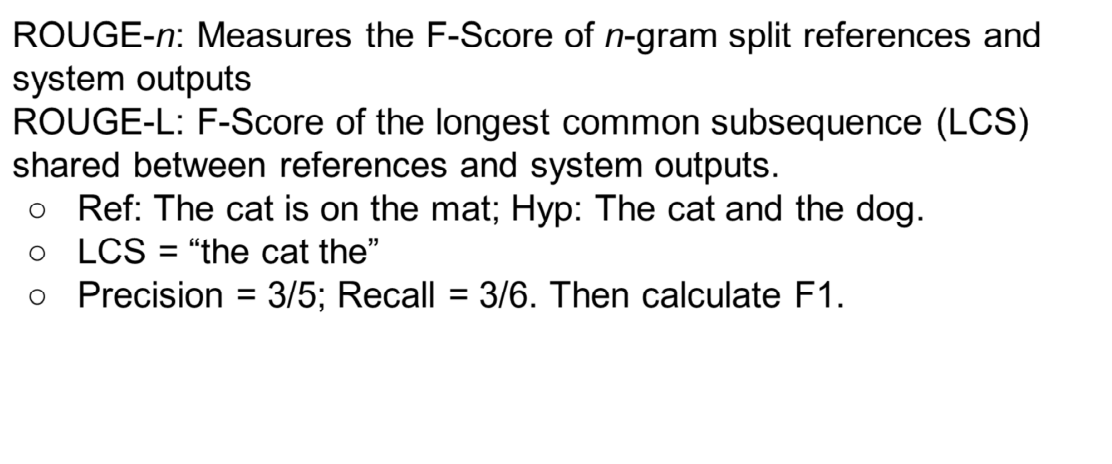 ROUGE-n: Measures the F-Score of n-gram split references and
system outputs
ROUGE-L: F-Score of the longest common subsequence (LCS)
shared between references and system outputs.
○ Ref: The cat is on the mat; Hyp: The cat and the dog.
○ LCS = “the cat the”
○ Precision = 3/5; Recall = 3/6. Then calculate F1.